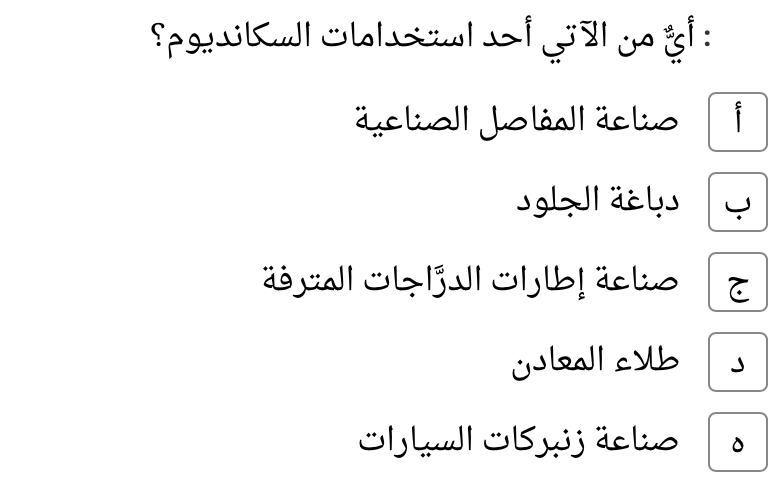 : أيٌّ من الآتي أحد استخدامات السكانديوم؟
أ صناعة المفاصل الصناعية
ب دباغة الجلود
ج صناعة إطارات الدرَّاجات المترفة
د طلاء المعادن
ه صناعة زنبركات السيارات